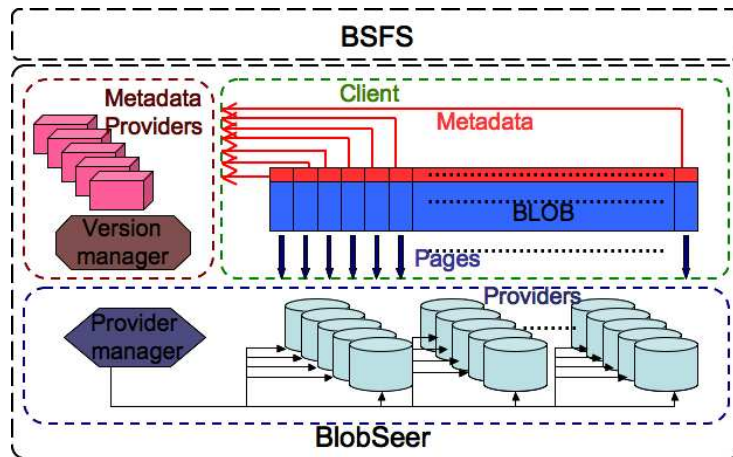 BSFS
Metadata
Providers
Client
Metadata
BLOB
Version
manager
Pages
Providers
Provider
manager
BlobSeer